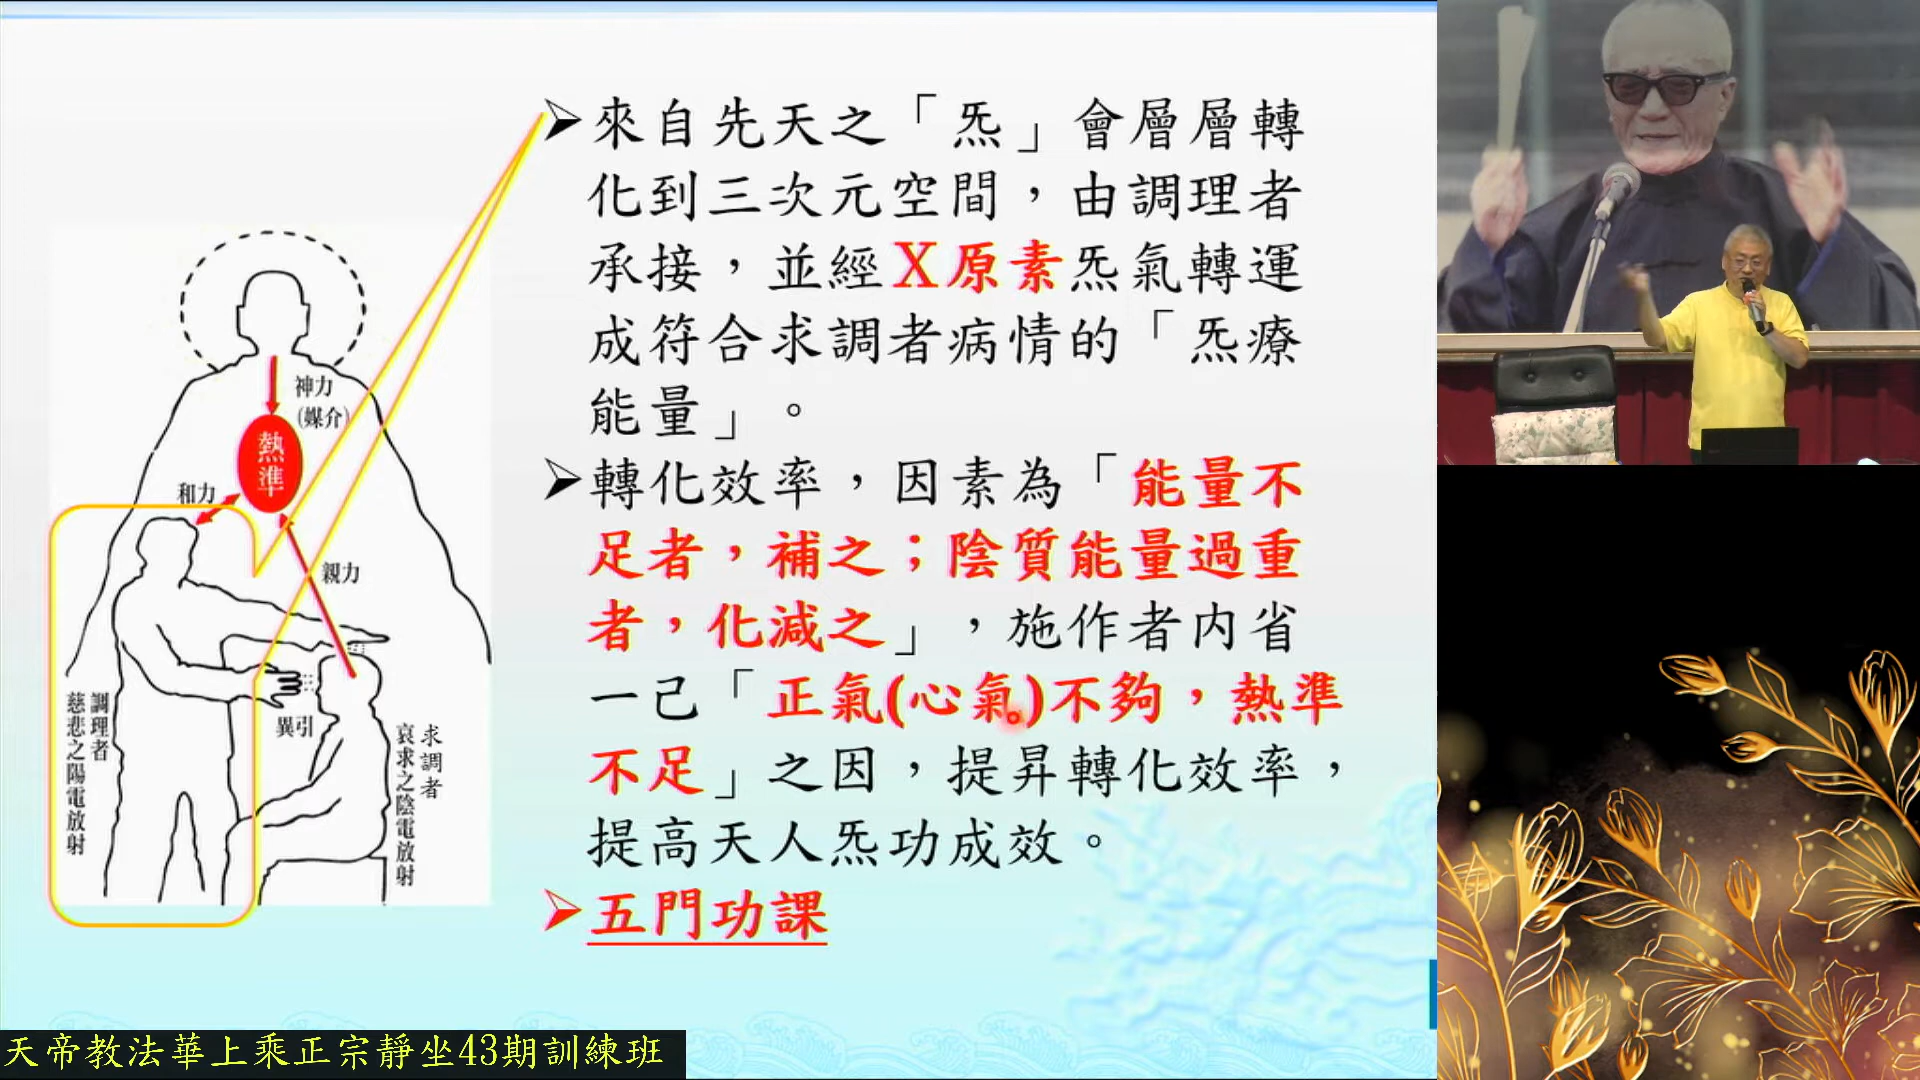 來自先天之「炁」會層層轉
化到三次元空間，由調理者
承接，並經X原素炁氣轉運
成符合求調者病情的「炁療
能量」。
轉化效率，因素為「能量不
足者，補之；陰質能量過重
者，化減之」，施作者內省
一己「正氣(心氣)不夠，熱準
不足」之因，提昇轉化效率，
提高天人炁功成效。
五門功課
神力
(媒介)
熱準
和力
親力
異引
調理者
慈悲之陽電放射
求調者
哀求之陰電放射
天帝教法華上乘正宗靜坐43期訓練班